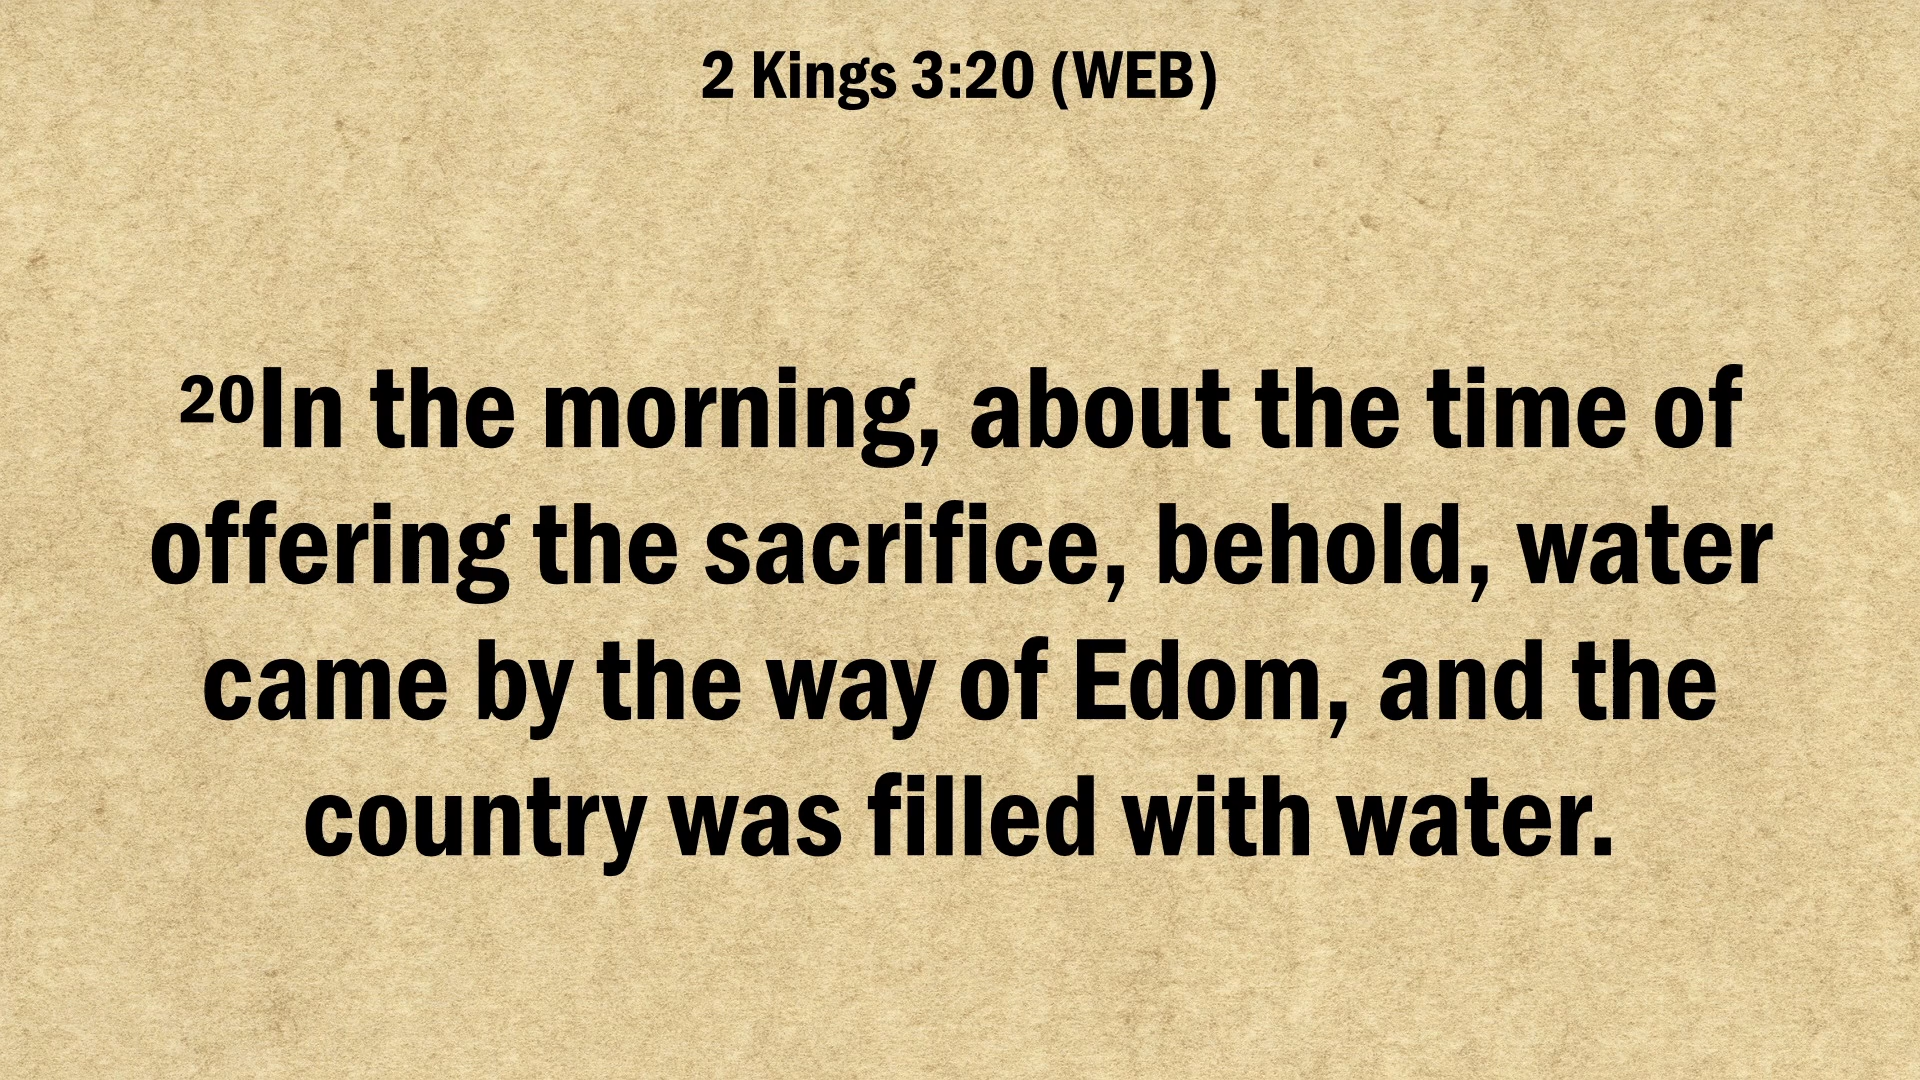 2 Kings 3:20 (WEB)
²⁰In the morning, about the time of
offering the sacrifice, behold, water
came by the way of Edom, and the
country was filled with water.